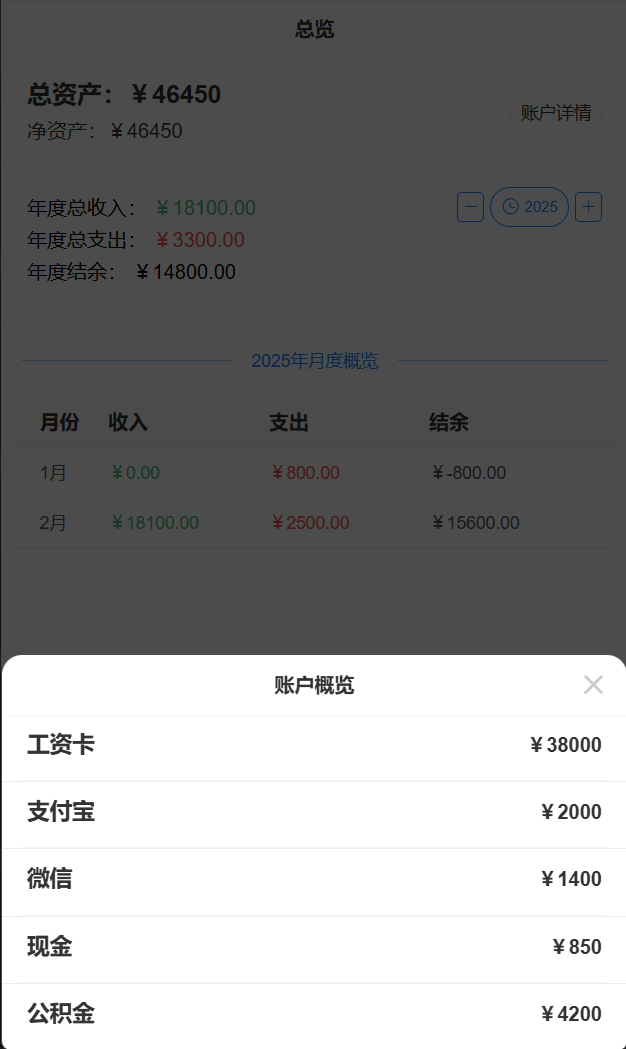 总览
总资产：￥46450
净资产：￥46450
账户详情
年度总收入：￥18100.00
2025
年度总支出：￥3300.00
年度结余：￥14800.00
2025年月度概览
月份 收入 支出 结余
1月 ￥0.00 ￥800.00 ￥-800.00
2月 ￥18100.00 ￥2500.00 ￥15600.00
账户概览
工资卡 ￥38000
支付宝 ￥2000
微信 ￥1400
现金 ￥850
公积金 ￥4200